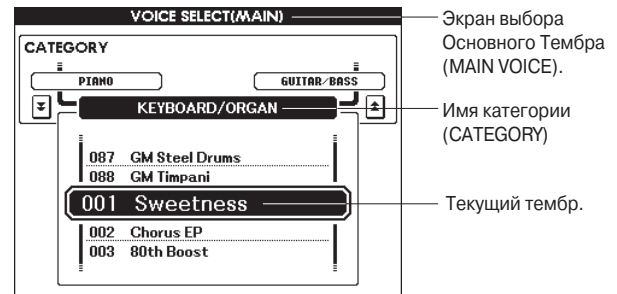 VOICE SELECT(MAIN)
Экран выбора
Основного Тембра
(MAIN VOICE).
CATEGORY
PIANO
GUITAR/BASS
KEYBOARD/ORGAN
Имя категории
(CATEGORY)
087 GM Steel Drums
088 GM Timpani
001 Sweetness
Текущий тембр.
002 Chorus EP
003 80th Boost